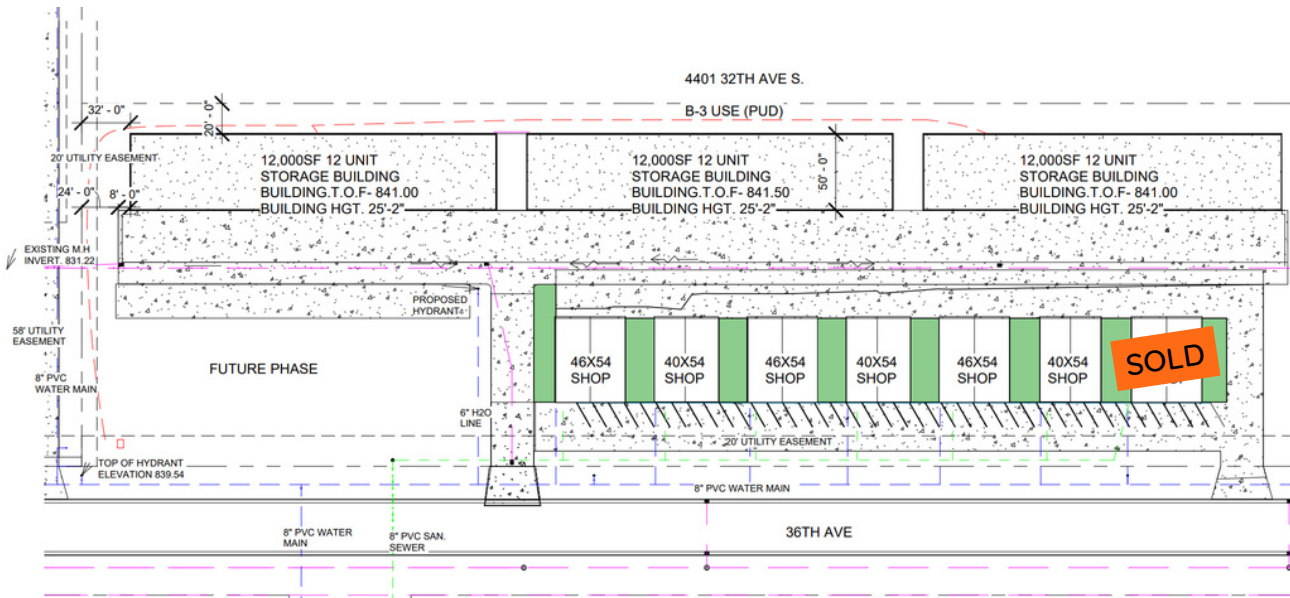 4401 32TH AVE S.
B-3 USE (PUD)
32' - 0"
20' - 0"
20' UTILITY EASEMENT
24' - 0"
8' - 0"
12,000SF 12 UNIT
STORAGE BUILDING
BUILDING.T.O.F- 841.00
BUILDING HGT. 25'-2"
12,000SF 12 UNIT
STORAGE BUILDING
BUILDING.T.O.F- 841.50
BUILDING HGT. 25'-2"
50' - 0"
12,000SF 12 UNIT
STORAGE BUILDING
BUILDING.T.O.F- 841.00
BUILDING HGT. 25'-2"
EXISTING M.H
INVERT. 831.22
PROPOSED
HYDRANT
58' UTILITY
EASEMENT
8" PVC
WATER MAIN
FUTURE PHASE
6" H2O
LINE
46X54
SHOP
40X54
SHOP
46X54
SHOP
40X54
SHOP
46X54
SHOP
40X54
SHOP
SOLD
20' UTILITY EASEMENT
TOP OF HYDRANT
ELEVATION 839.54
8" PVC WATER MAIN
8" PVC WATER
MAIN
8" PVC SAN.
SEWER
36TH AVE